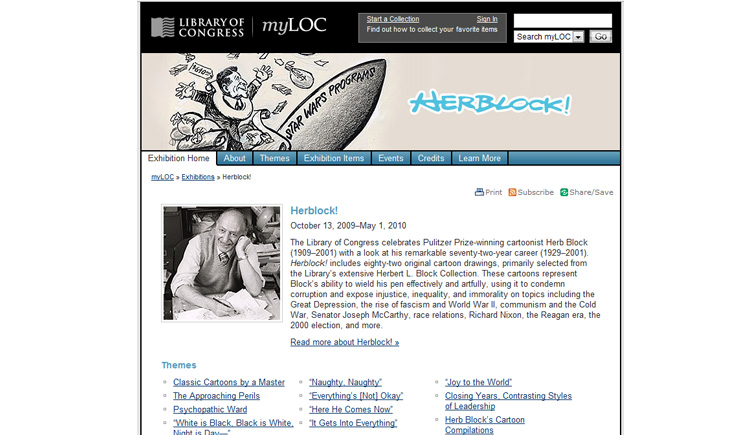 LIBRARY OF
CONGRESS
myLOC
Start a Collection Sign In
Find out how to collect your favorite items
Search myLOC Go
STAR WARS PROGRAMS
HERBLOCK!
Exhibition Home About Themes Exhibition Items Events Credits Learn More
myLOC » Exhibitions » Herblock!
Print Subscribe Share/Save
Herblock!
October 13, 2009–May 1, 2010
The Library of Congress celebrates Pulitzer Prize-winning cartoonist Herb Block
(1909–2001) with a look at his remarkable seventy-two-year career (1929–2001).
Herblock! includes eighty-two original cartoon drawings, primarily selected from
the Library's extensive Herbert L. Block Collection. These cartoons represent
Block's ability to wield his pen effectively and artfully, using it to condemn
corruption and expose injustice, inequality, and immorality on topics including the
Great Depression, the rise of fascism and World War II, communism and the Cold
War, Senator Joseph McCarthy, race relations, Richard Nixon, the Reagan era, the
2000 election, and more.
Read more about Herblock! »
Themes
Classic Cartoons by a Master
The Approaching Perils
Psychopathic Ward
“White is Black, Black is White,
Night is Day—”
“Naughty, Naughty”
“Everything's [Not] Okay”
“Here He Comes Now”
“It Gets Into Everything”
“Joy to the World”
Closing Years, Contrasting Styles
of Leadership
Herb Block's Cartoon
Compilations